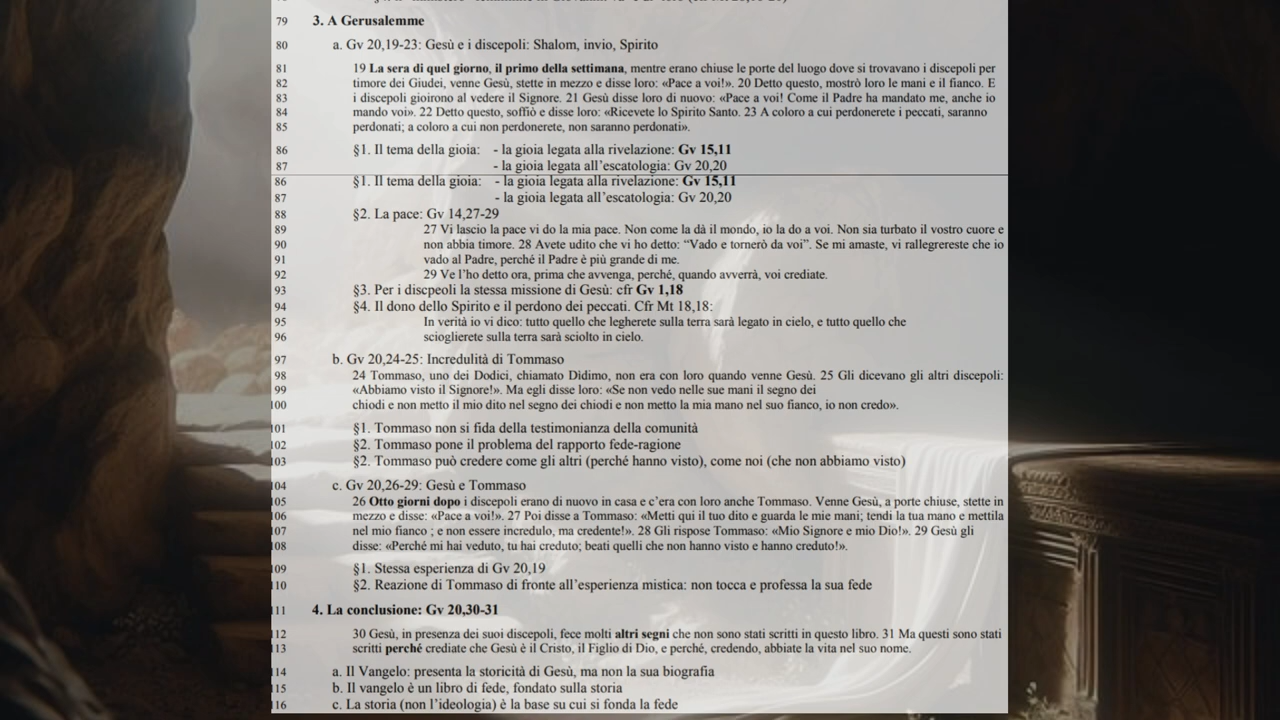 79 3. A Gerusalemme
80 a. Gv 20,19-23: Gesù e i discepoli: Shalom, invio, Spirito
81 19 La sera di quel giorno, il primo della settimana, mentre erano chiuse le porte del luogo dove si trovavano i discepoli per
82 timore dei Giudei, venne Gesù, stette in mezzo e disse loro: «Pace a voi!». 20 Detto questo, mostrò loro le mani e il fianco. E
83 i discepoli gioirono al vedere il Signore. 21 Gesù disse loro di nuovo: «Pace a voi! Come il Padre ha mandato me, anche io
84 mando voi». 22 Detto questo, soffiò e disse loro: «Ricevete lo Spirito Santo. 23 A coloro a cui perdonerete i peccati, saranno
85 perdonati; a coloro a cui non perdonerete, non saranno perdonati».
86 §1. Il tema della gioia: - la gioia legata alla rivelazione: Gv 15,11
87 - la gioia legata all'escatologia: Gv 20,20
86 §1. Il tema della gioia: - la gioia legata alla rivelazione: Gv 15,11
87 - la gioia legata all'escatologia: Gv 20,20
88 §2. La pace: Gv 14,27-29
89 27 Vi lascio la pace vi do la mia pace. Non come la dà il mondo, io la do a voi. Non sia turbato il vostro cuore e
90 non abbia timore. 28 Avete udito che vi ho detto: "Vado e tornerò da voi". Se mi amaste, vi rallegrereste che io
91 vado al Padre, perché il Padre è più grande di me.
92 29 Ve l'ho detto ora, prima che avvenga, perché, quando avverrà, voi crediate.
93 §3. Per i discpeoli la stessa missione di Gesù: cfr Gv 1,18
94 §4. Il dono dello Spirito e il perdono dei peccati. Cfr Mt 18,18:
95 In verità io vi dico: tutto quello che legherete sulla terra sarà legato in cielo, e tutto quello che
96 scioglierete sulla terra sarà sciolto in cielo.
97 b. Gv 20,24-25: Incredulità di Tommaso
98 24 Tommaso, uno dei Dodici, chiamato Didimo, non era con loro quando venne Gesù. 25 Gli dicevano gli altri discepoli:
99 «Abbiamo visto il Signore!». Ma egli disse loro: «Se non vedo nelle sue mani il segno dei
100 chiodi e non metto il mio dito nel segno dei chiodi e non metto la mia mano nel suo fianco, io non credo».
101 §1. Tommaso non si fida della testimonianza della comunità
102 §2. Tommaso pone il problema del rapporto fede-ragione
103 §2. Tommaso può credere come gli altri (perché hanno visto), come noi (che non abbiamo visto)
104 c. Gv 20,26-29: Gesù e Tommaso
105 26 Otto giorni dopo i discepoli erano di nuovo in casa e c'era con loro anche Tommaso. Venne Gesù, a porte chiuse, stette in
106 mezzo e disse: «Pace a voi!». 27 Poi disse a Tommaso: «Metti qui il tuo dito e guarda le mie mani; tendi la tua mano e mettila
107 nel mio fianco ; e non essere incredulo, ma credente!». 28 Gli rispose Tommaso: «Mio Signore e mio Dio!». 29 Gesù gli
108 disse: «Perché mi hai veduto, tu hai creduto; beati quelli che non hanno visto e hanno creduto!».
109 §1. Stessa esperienza di Gv 20,19
110 §2. Reazione di Tommaso di fronte all'esperienza mistica: non tocca e professa la sua fede
111 4. La conclusione: Gv 20,30-31
112 30 Gesù, in presenza dei suoi discepoli, fece molti altri segni che non sono stati scritti in questo libro. 31 Ma questi sono stati
113 scritti perché crediate che Gesù è il Cristo, il Figlio di Dio, e perché, credendo, abbiate la vita nel suo nome.
114 a. Il Vangelo: presenta la storicità di Gesù, ma non la sua biografia
115 b. Il vangelo è un libro di fede, fondato sulla storia
116 c. La storia (non l'ideologia) è la base su cui si fonda la fede